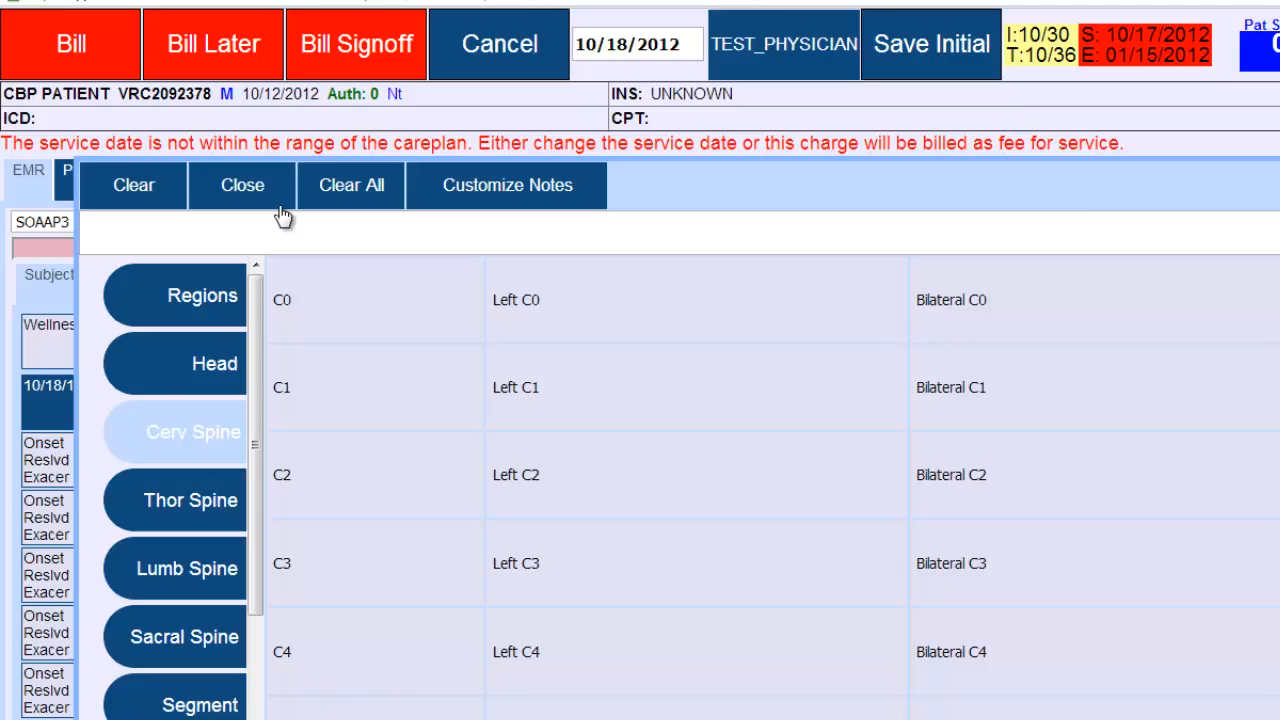 Bill
Bill Later
Bill Signoff
Cancel
10/18/2012
TEST_PHYSICIAN
Save Initial
I:10/30
T:10/36
S: 10/17/2012
E: 01/15/2012
Pat S
CBP PATIENT VRC2092378 M 10/12/2012 Auth: 0 Nt
INS: UNKNOWN
ICD:
CPT:
The service date is not within the range of the careplan. Either change the service date or this charge will be billed as fee for service.
EMR
P
Clear
Close
Clear All
Customize Notes
SOAAP3
Subject
Wellnes
10/18/1
Onset
Reslvd
Exacer
Onset
Reslvd
Exacer
Onset
Reslvd
Exacer
Onset
Reslvd
Exacer
Onset
Reslvd
Exacer
Regions
Head
Cerv Spine
Thor Spine
Lumb Spine
Sacral Spine
Segment
C0 Left C0 Bilateral C0
C1 Left C1 Bilateral C1
C2 Left C2 Bilateral C2
C3 Left C3 Bilateral C3
C4 Left C4 Bilateral C4